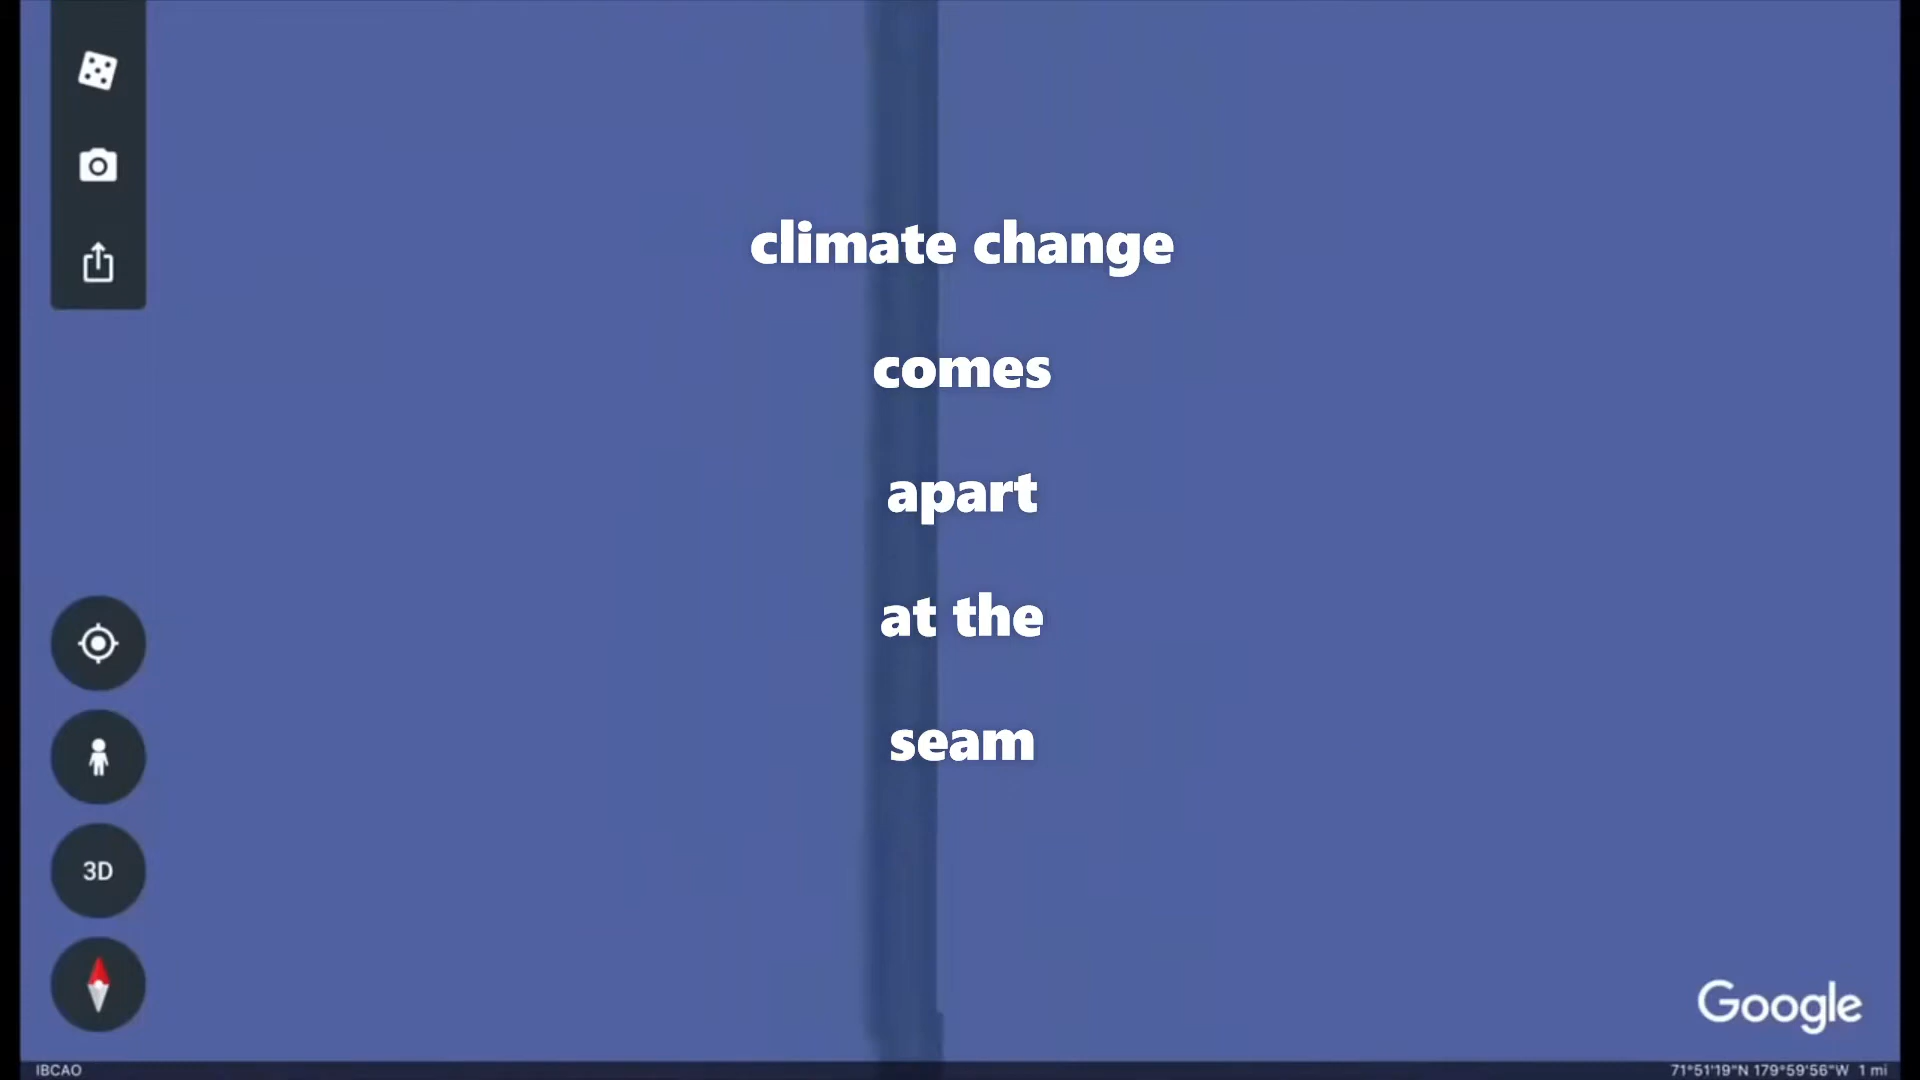 climate change
comes
apart
at the
seam
3D
Google
IBCAO
71°51'19"N 179°59'56"W 1 mi